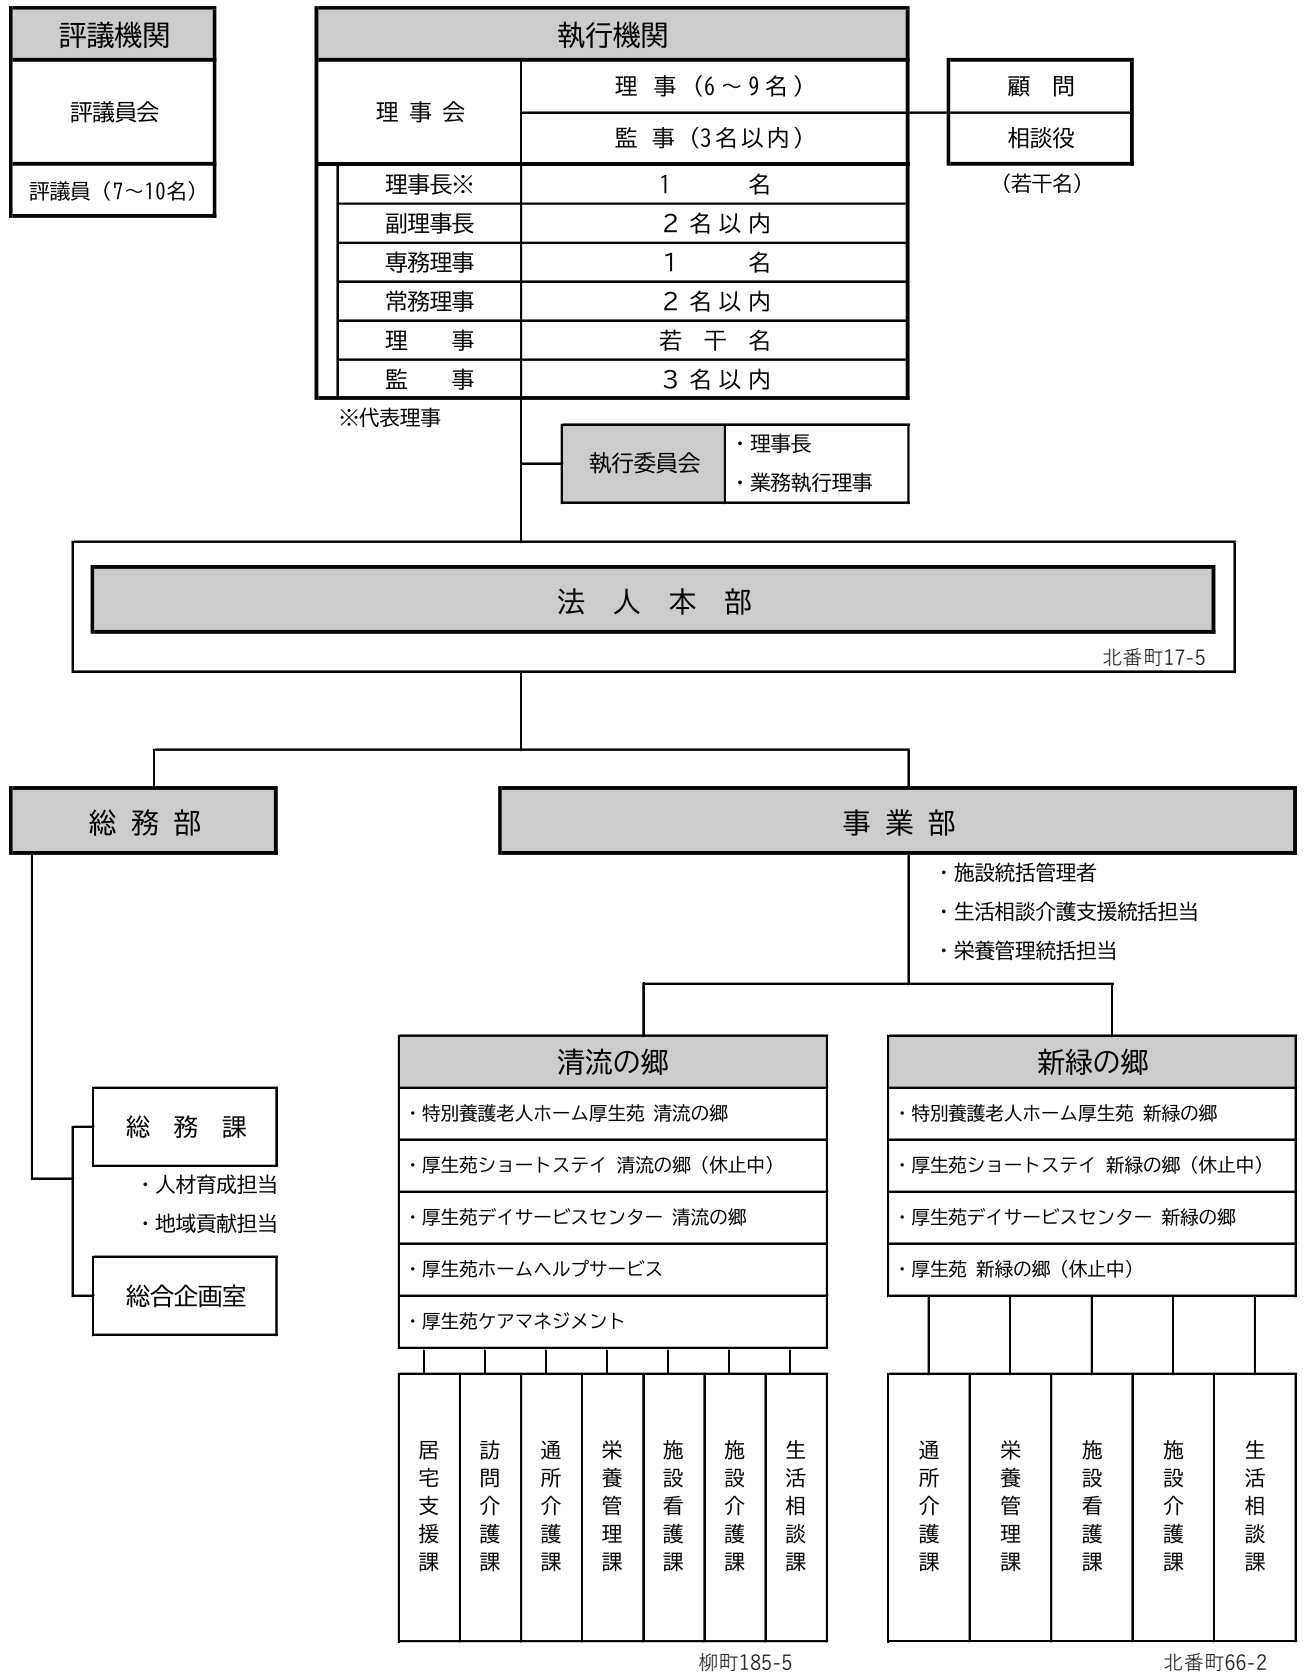 評議機関
評議員会
評議員（7～10名）
執行機関
理事会
理事（6～9名）
監事（3名以内）
理事長※ 1 名
副理事長 2名以内
専務理事 1 名
常務理事 2名以内
理 事 若干名
監 事 3名以内
※代表理事
顧問
相談役
（若干名）
執行委員会
・理事長
・業務執行理事
法人本部
北番町17-5
総務部
事業部
・施設統括管理者
・生活相談介護支援統括担当
・栄養管理統括担当
総務課
・人材育成担当
・地域貢献担当
総合企画室
清流の郷
・特別養護老人ホーム厚生苑 清流の郷
・厚生苑ショートステイ 清流の郷（休止中）
・厚生苑デイサービスセンター 清流の郷
・厚生苑ホームヘルプサービス
・厚生苑ケアマネジメント
居宅支援課
訪問介護課
通所介護課
栄養管理課
施設看護課
施設介護課
生活相談課
柳町185-5
新緑の郷
・特別養護老人ホーム厚生苑 新緑の郷
・厚生苑ショートステイ 新緑の郷（休止中）
・厚生苑デイサービスセンター 新緑の郷
・厚生苑 新緑の郷（休止中）
通所介護課
栄養管理課
施設看護課
施設介護課
生活相談課
北番町66-2